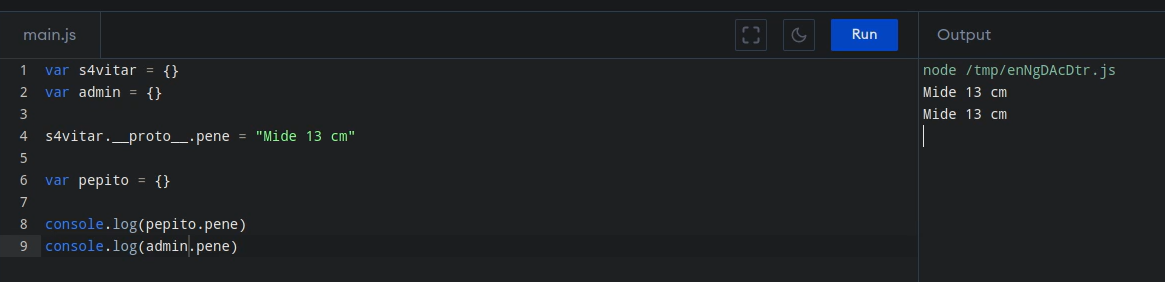 main.js
Run
Output
1 var s4vitar = {}
2 var admin = {}
3
4 s4vitar.__proto__.pene = "Mide 13 cm"
5
6 var pepito = {}
7
8 console.log(pepito.pene)
9 console.log(admin.pene)
node /tmp/enNgDAcDtr.js
Mide 13 cm
Mide 13 cm